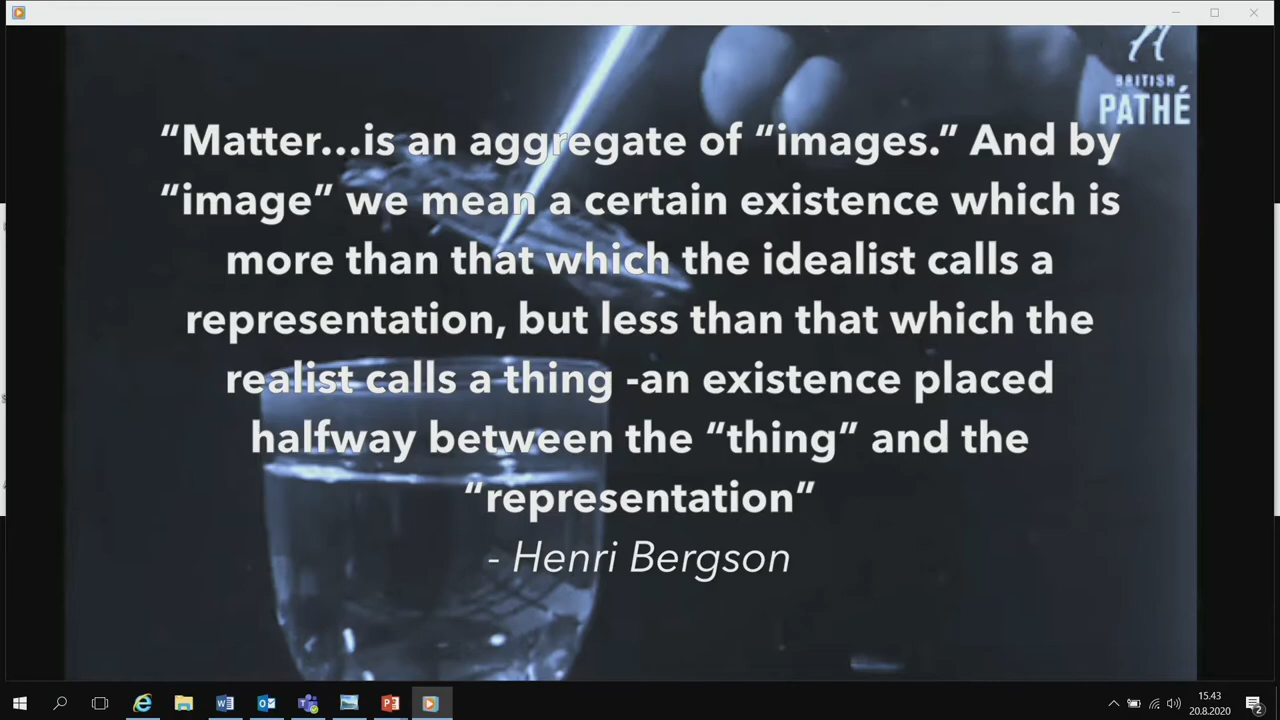 BRITISH
PATHÉ
“Matter...is an aggregate of “images.” And by
“image” we mean a certain existence which is
more than that which the idealist calls a
representation, but less than that which the
realist calls a thing -an existence placed
halfway between the “thing” and the
“representation”
- Henri Bergson
15.43
20.8.2020
2